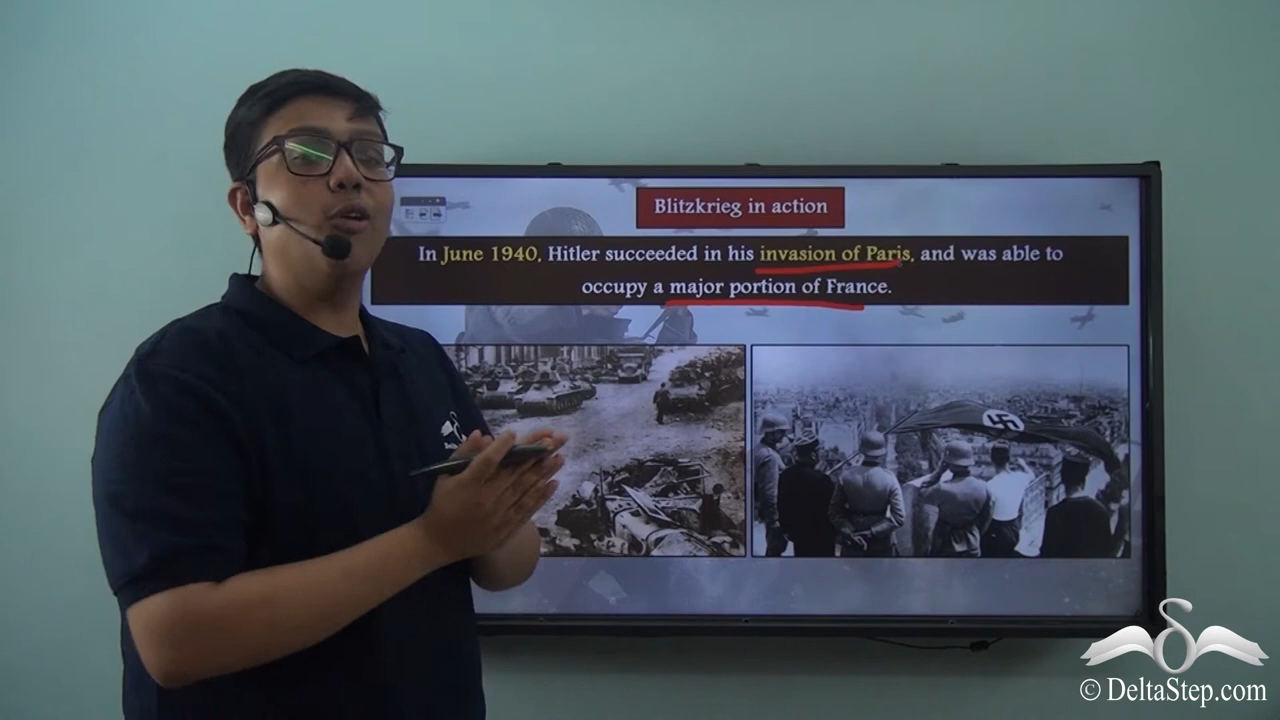 Blitzkrieg in action
In June 1940, Hitler succeeded in his invasion of Paris, and was able to
occupy a major portion of France.
© DeltaStep.com